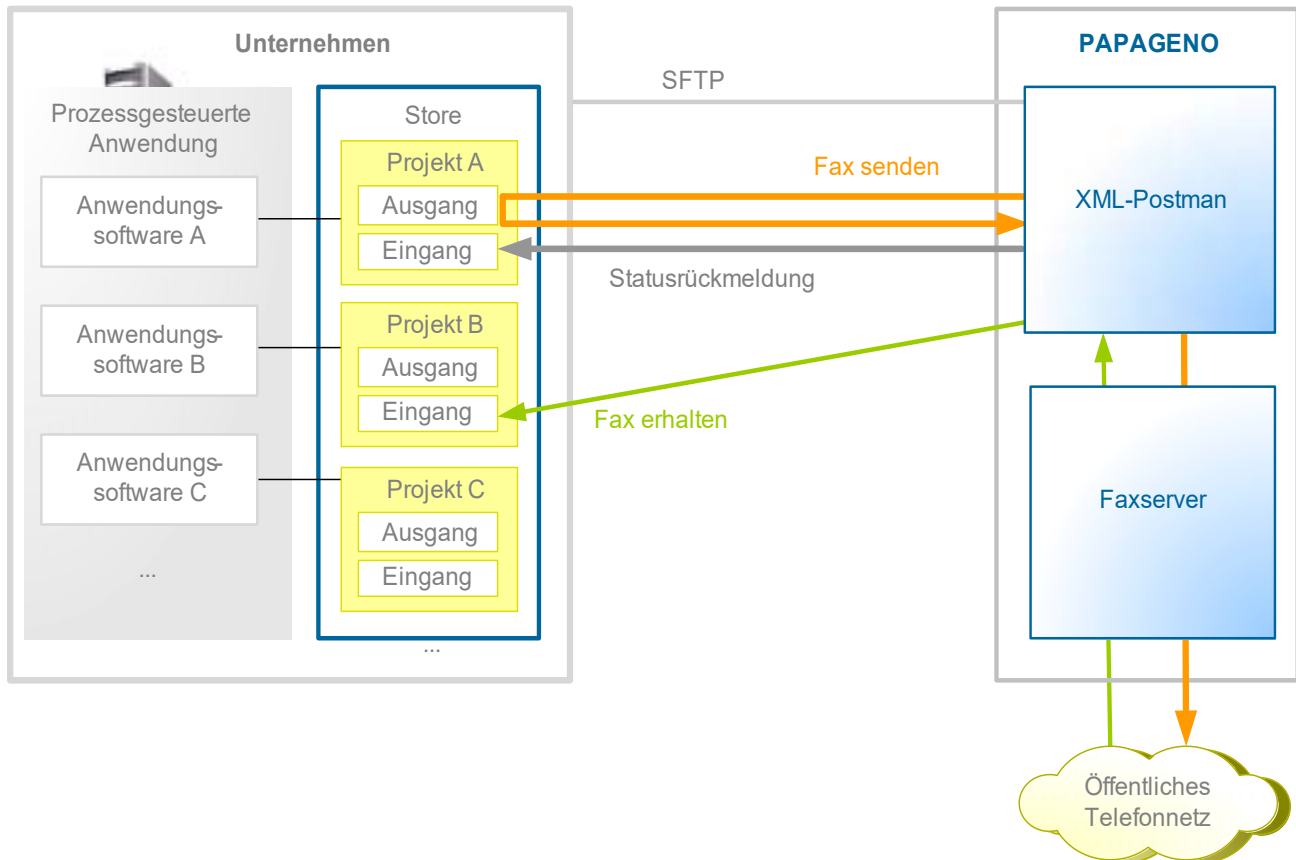 Unternehmen
Prozessgesteuerte
Anwendung
Anwendungs-
software A
Anwendungs-
software B
Anwendungs-
software C
...
Store
Projekt A
Ausgang
Eingang
Projekt B
Ausgang
Eingang
Projekt C
Ausgang
Eingang
...
SFTP
Fax senden
Statusrückmeldung
Fax erhalten
PAPAGENO
XML-Postman
Faxserver
Öffentliches
Telefonnetz